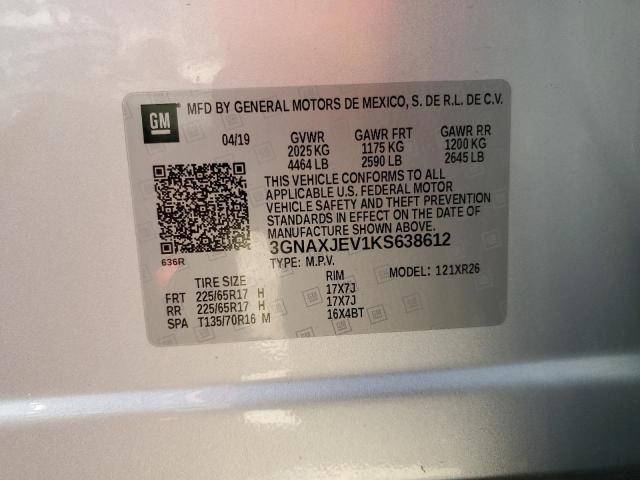 GM
MFD BY GENERAL MOTORS DE MEXICO, S. DE R.L. DE C.V.
04/19 GVWR GAWR FRT GAWR RR
2025 KG 1175 KG 1200 KG
4464 LB 2590 LB 2645 LB
THIS VEHICLE CONFORMS TO ALL
APPLICABLE U.S. FEDERAL MOTOR
VEHICLE SAFETY AND THEFT PREVENTION
STANDARDS IN EFFECT ON THE DATE OF
MANUFACTURE SHOWN ABOVE.
3GNAXJEV1KS638612
636R
TYPE: M.P.V.
TIRE SIZE RIM MODEL: 121XR26
FRT 225/65R17 H 17X7J
RR 225/65R17 H 17X7J
SPA T135/70R16 M 16X4BT